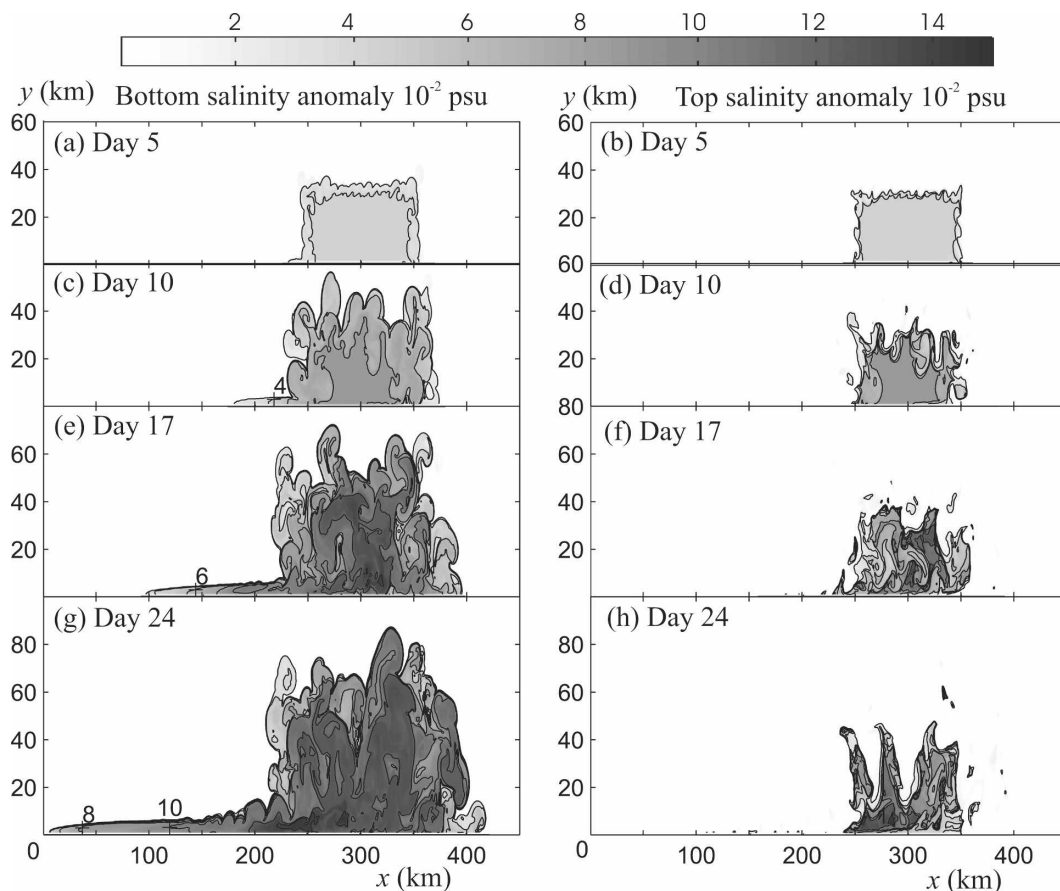 2 4 6 8 10 12 14
y (km) Bottom salinity anomaly 10⁻² psu y (km) Top salinity anomaly 10⁻² psu
60 (a) Day 5 60 (b) Day 5
40 40
20 20
60
(c) Day 10 (d) Day 10
40 40
20 4 20
80
(e) Day 17 (f) Day 17
60 60
40 40
20 6 20
(g) Day 24 (h) Day 24
80 80
60 60
40 40
20 8 10 20
0 100 200 300 400 0 100 200 300 400
x (km) x (km)